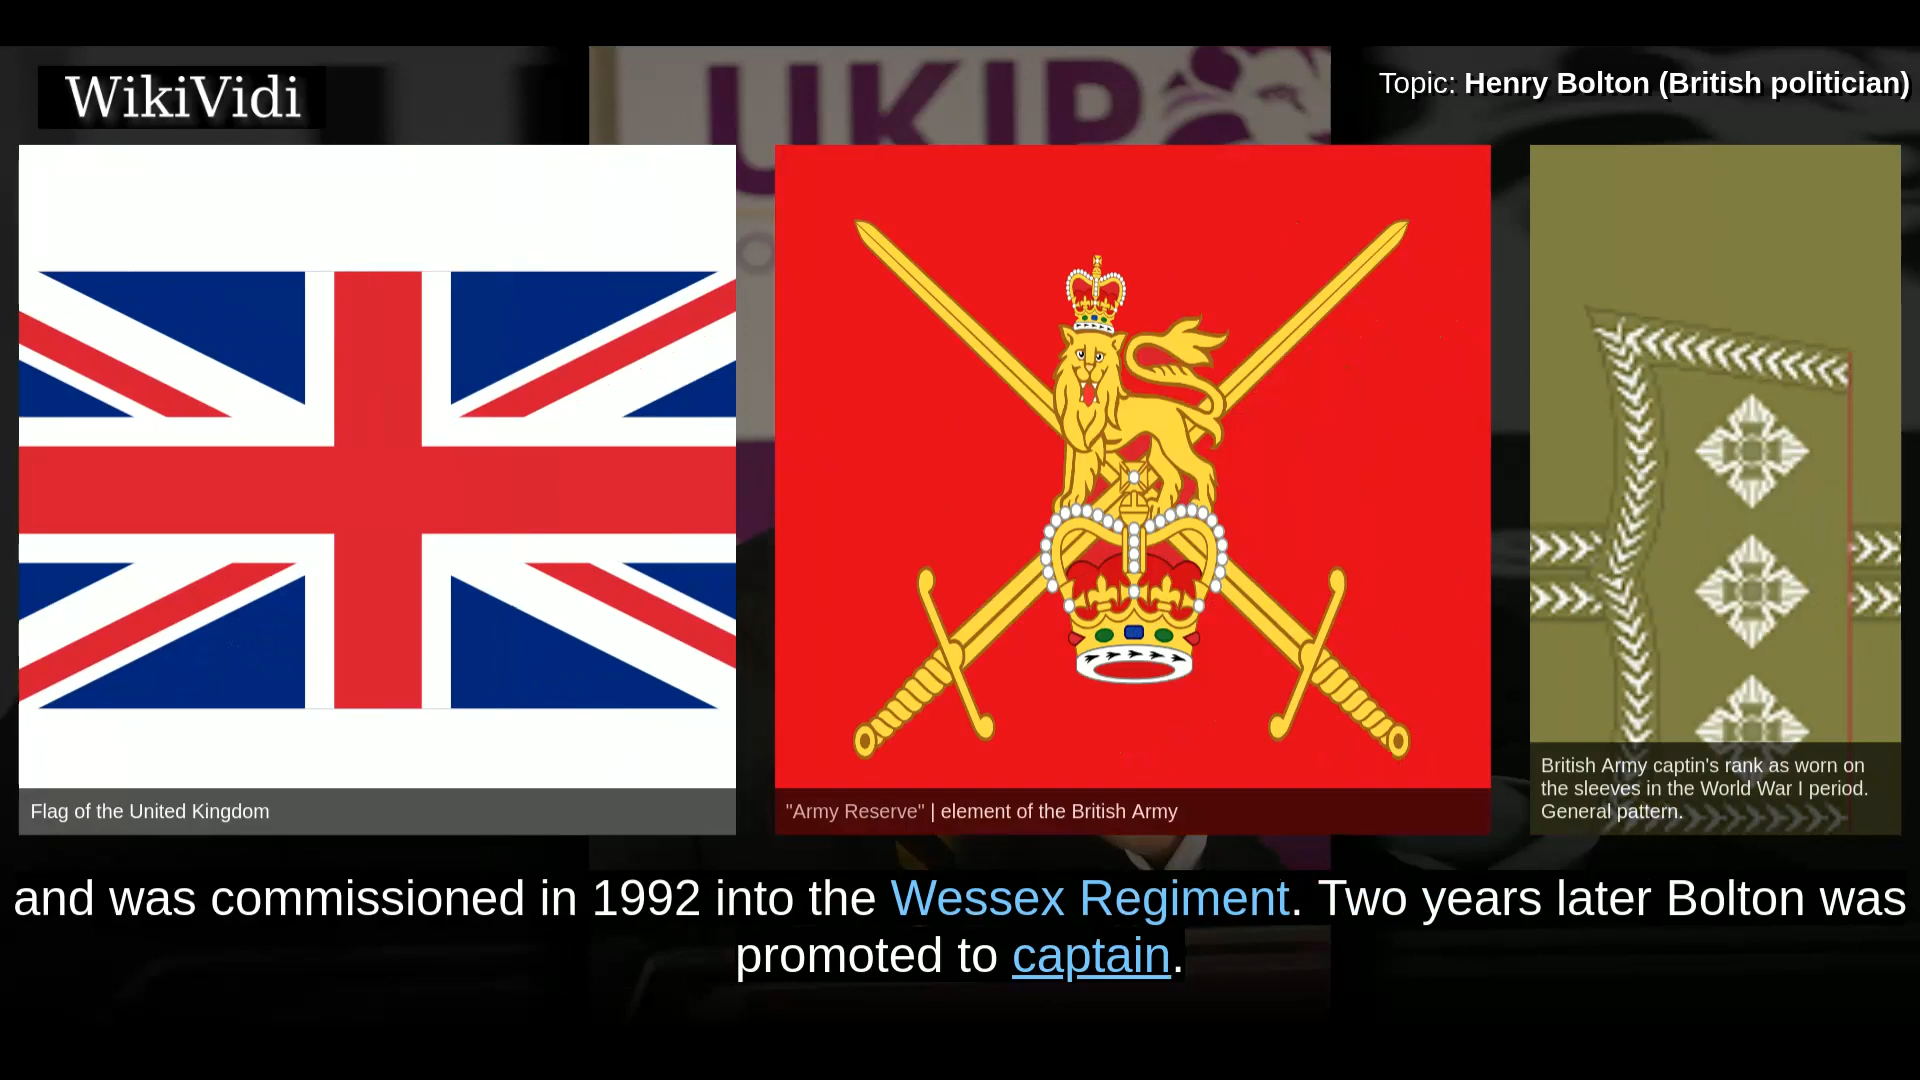 WikiVidi
Topic: Henry Bolton (British politician)
UKIP
Flag of the United Kingdom
"Army Reserve" | element of the British Army
British Army captin's rank as worn on
the sleeves in the World War I period.
General pattern.
and was commissioned in 1992 into the Wessex Regiment. Two years later Bolton was
promoted to captain.